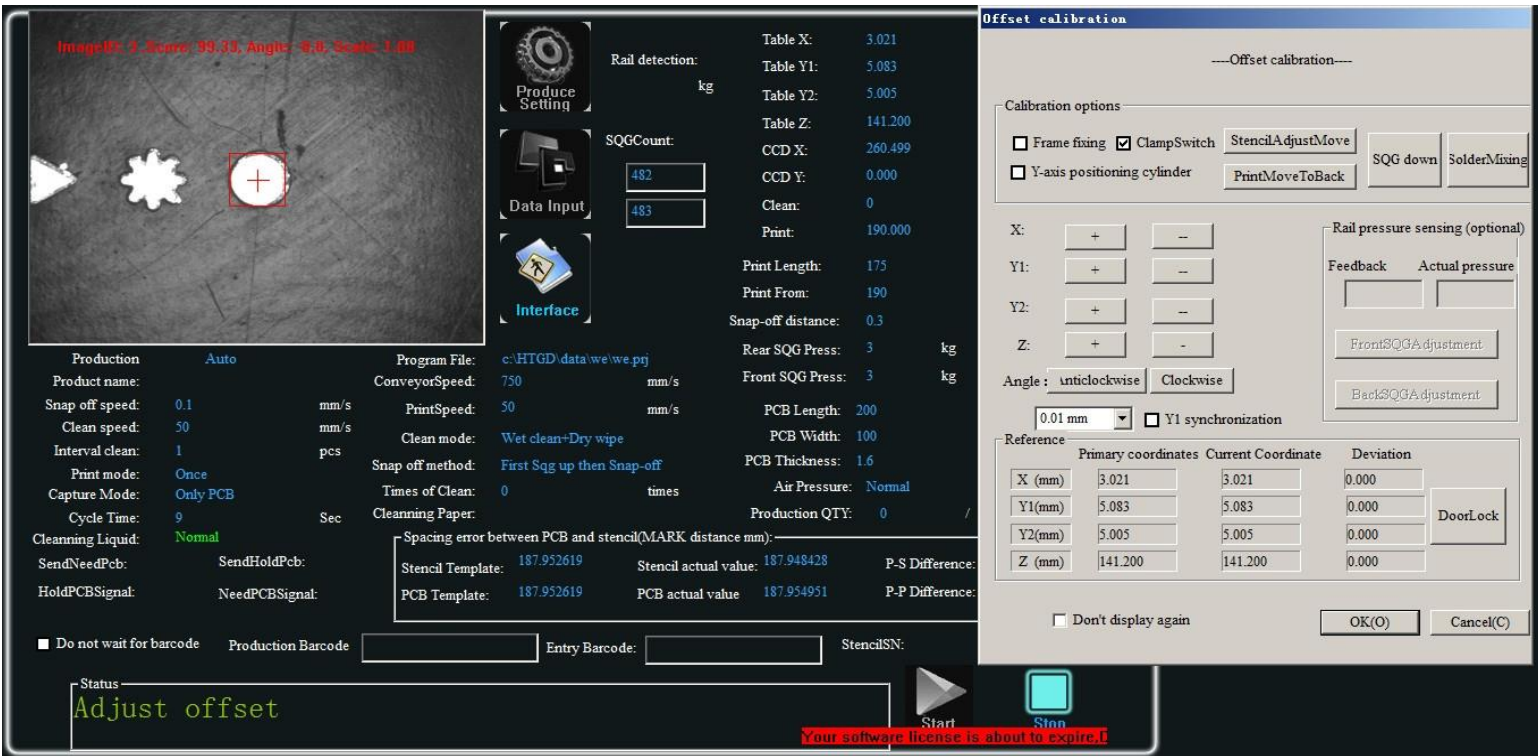 ImageID: 3, Score: 99.33, Angle: -0,0, Scale: 1.00
Produce Setting
Data Input
Interface
Rail detection:
kg
SQGCount:
482
483
Table X: 3.021
Table Y1: 5.083
Table Y2: 5.005
Table Z: 141.200
CCD X: 260.499
CCD Y: 0.000
Clean: 0
Print: 190.000
Print Length: 175
Print From: 190
Snap-off distance: 0.3
Rear SQG Press: 3 kg
Front SQG Press: 3 kg
PCB Length: 200
PCB Width: 100
PCB Thickness: 1.6
Air Pressure: Normal
Production QTY: 0 /
Production Auto
Product name:
Snap off speed: 0.1 mm/s
Clean speed: 50 mm/s
Interval clean: 1 pcs
Print mode: Once
Capture Mode: Only PCB
Cycle Time: 9 Sec
Cleanning Liquid: Normal
SendNeedPcb: SendHoldPcb:
HoldPCBSignal: NeedPCBSignal:
Program File: c:\HTGD\data\we\we.prj
ConveyorSpeed: 750 mm/s
PrintSpeed: 50 mm/s
Clean mode: Wet clean+Dry wipe
Snap off method: First Sqg up then Snap-off
Times of Clean: 0 times
Cleanning Paper:
Spacing error between PCB and stencil(MARK distance mm):
Stencil Template: 187.952619 Stencil actual value: 187.948428 P-S Difference:
PCB Template: 187.952619 PCB actual value 187.954951 P-P Difference:
Do not wait for barcode Production Barcode Entry Barcode: StencilSN:
Status
Adjust offset
Start
Stop
Your software license is about to expire,
Offset calibration
----Offset calibration----
Calibration options
Frame fixing ClampSwitch StencilAdjustMove
Y-axis positioning cylinder PrintMoveToBack
SQG down SolderMixing
X: + --
Y1: + --
Y2: + --
Z: + -
Angle : Anticlockwise Clockwise
0.01 mm Y1 synchronization
Rail pressure sensing (optional)
Feedback Actual pressure
FrontSQGAdjustment
BackSQGAdjustment
Reference
Primary coordinates Current Coordinate Deviation
X (mm) 3.021 3.021 0.000
Y1(mm) 5.083 5.083 0.000
Y2(mm) 5.005 5.005 0.000
Z (mm) 141.200 141.200 0.000
DoorLock
Don't display again
OK(O) Cancel(C)